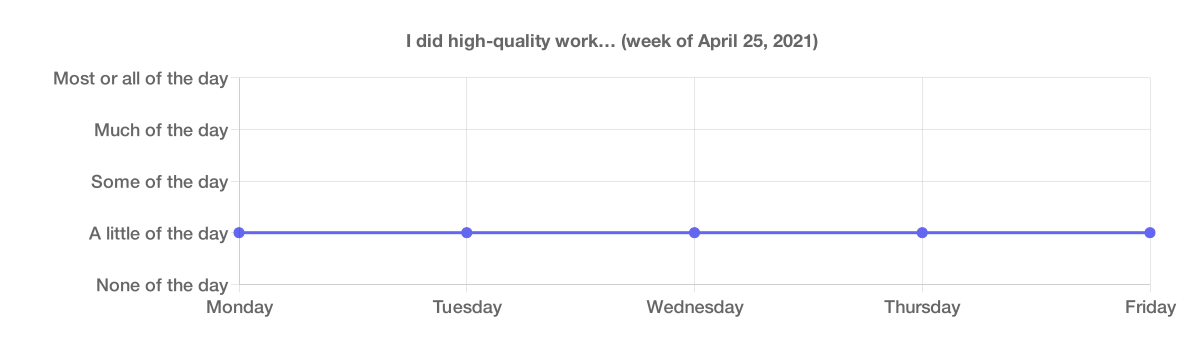 I did high-quality work… (week of April 25, 2021)
Most or all of the day
Much of the day
Some of the day
A little of the day
None of the day
Monday Tuesday Wednesday Thursday Friday